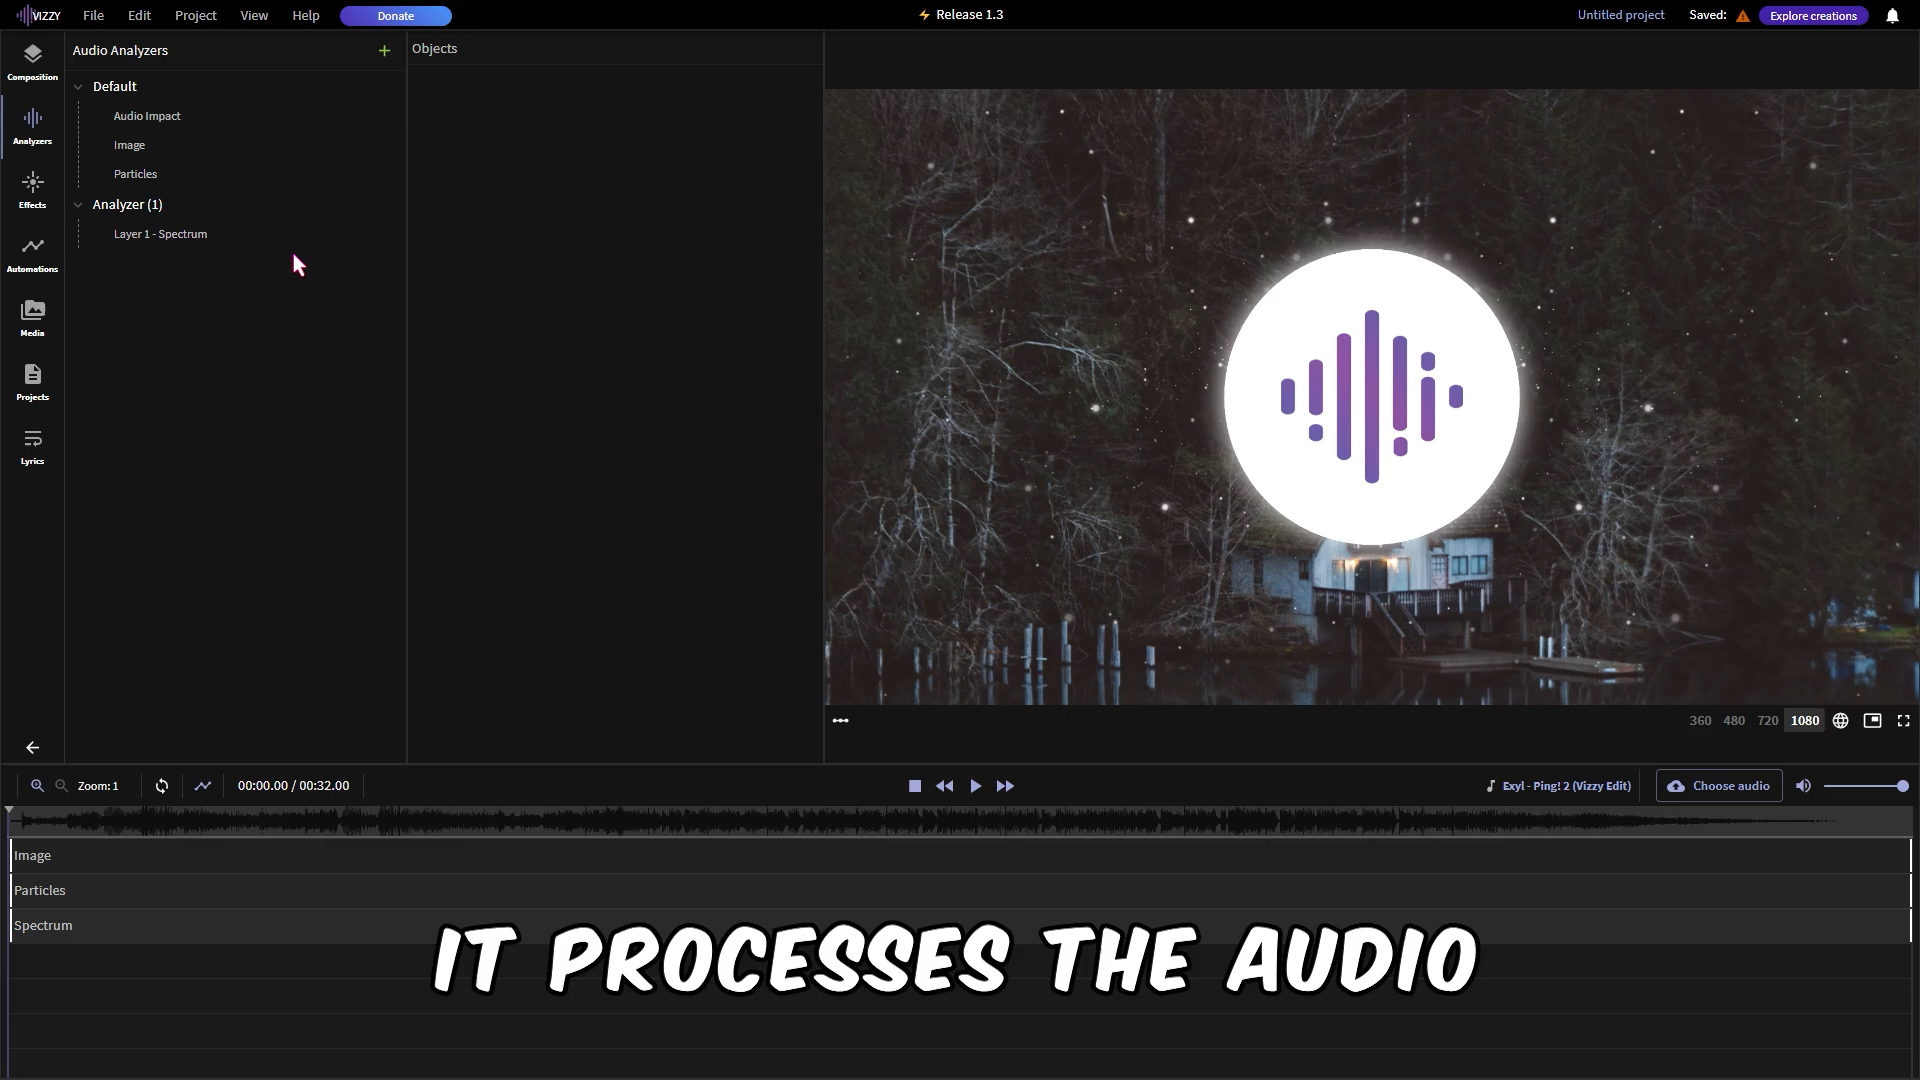 VIZZY File Edit Project View Help Donate ⚡ Release 1.3 Untitled project Saved: Explore creations
Composition
Analyzers
Effects
Automations
Media
Projects
Lyrics
Audio Analyzers +
Default
Audio Impact
Image
Particles
Analyzer (1)
Layer 1 - Spectrum
Objects
360 480 720 1080
Zoom: 1 00:00.00 / 00:32.00 Exyl - Ping! 2 (Vizzy Edit) Choose audio
Image
Particles
Spectrum
IT PROCESSES THE AUDIO